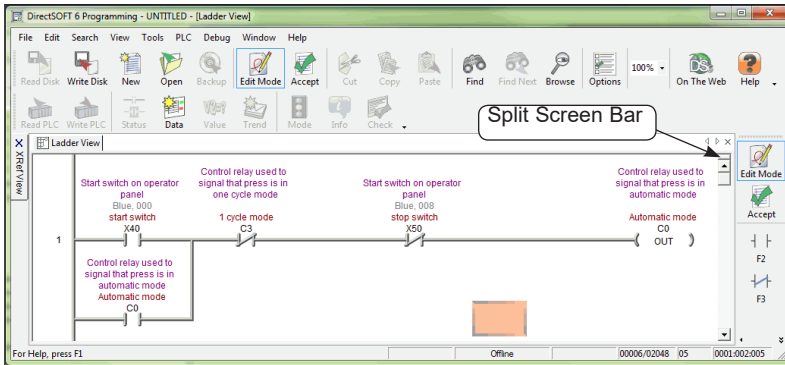 DirectSOFT 6 Programming - UNTITLED - [Ladder View]
File Edit Search View Tools PLC Debug Window Help
Read Disk Write Disk New Open Backup Edit Mode Accept Cut Copy Paste Find Find Next Browse Options 100% On The Web Help
Read PLC Write PLC Status Data Value Trend Mode Info Check
Split Screen Bar
X Ladder View
XRef View
Edit Mode
Accept
F2
F3
Start switch on operator
panel
Blue, 000
start switch
X40
Control relay used to
signal that press is in
one cycle mode
1 cycle mode
C3
Start switch on operator
panel
Blue, 008
stop switch
X50
Control relay used to
signal that press is in
automatic mode
Automatic mode
C0
OUT
1
Control relay used to
signal that press is in
automatic mode
Automatic mode
C0
For Help, press F1 Offline 00006/02048 05 0001:002:005